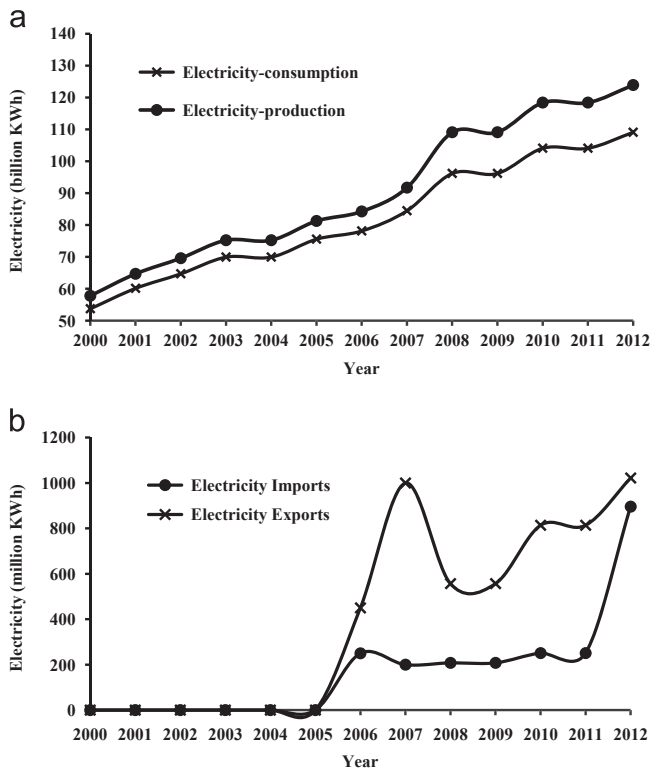 a
Electricity (billion KWh)
140
130
120
110
100
90
80
70
60
50
Electricity-consumption
Electricity-production
2000 2001 2002 2003 2004 2005 2006 2007 2008 2009 2010 2011 2012
Year
b
Electricity (million KWh)
1200
1000
800
600
400
200
0
Electricity Imports
Electricity Exports
2000 2001 2002 2003 2004 2005 2006 2007 2008 2009 2010 2011 2012
Year